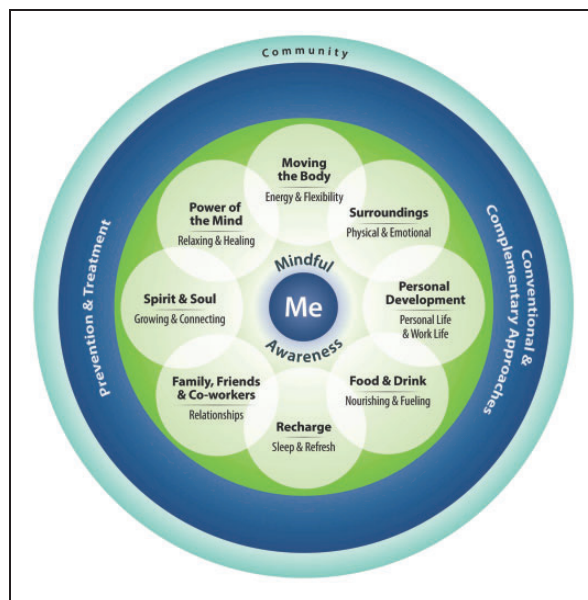 Community
Moving
the Body
Energy & Flexibility
Power of
the Mind
Relaxing & Healing
Surroundings
Physical & Emotional
Mindful
Me
Awareness
Spirit & Soul
Growing & Connecting
Personal
Development
Personal Life
& Work Life
Family, Friends
& Co-workers
Relationships
Food & Drink
Nourishing & Fueling
Recharge
Sleep & Refresh
Prevention & Treatment
Conventional &
Complementary Approaches